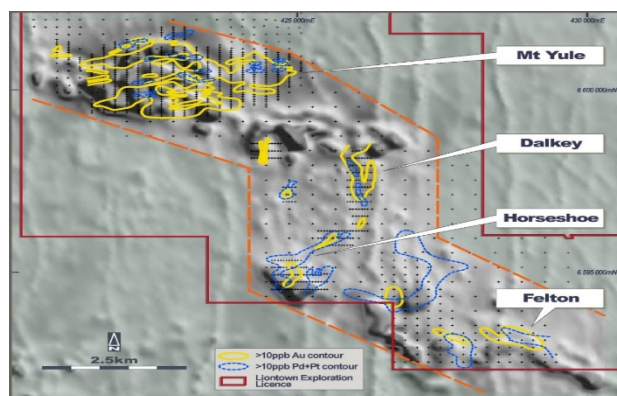 425 000mE
430 000mE
Mt Yule
6 600 000mN
Dalkey
Horseshoe
6 595 000mN
Felton
N
2.5km
>10ppb Au contour
>10ppb Pd+Pt contour
Liontown Exploration
Licence